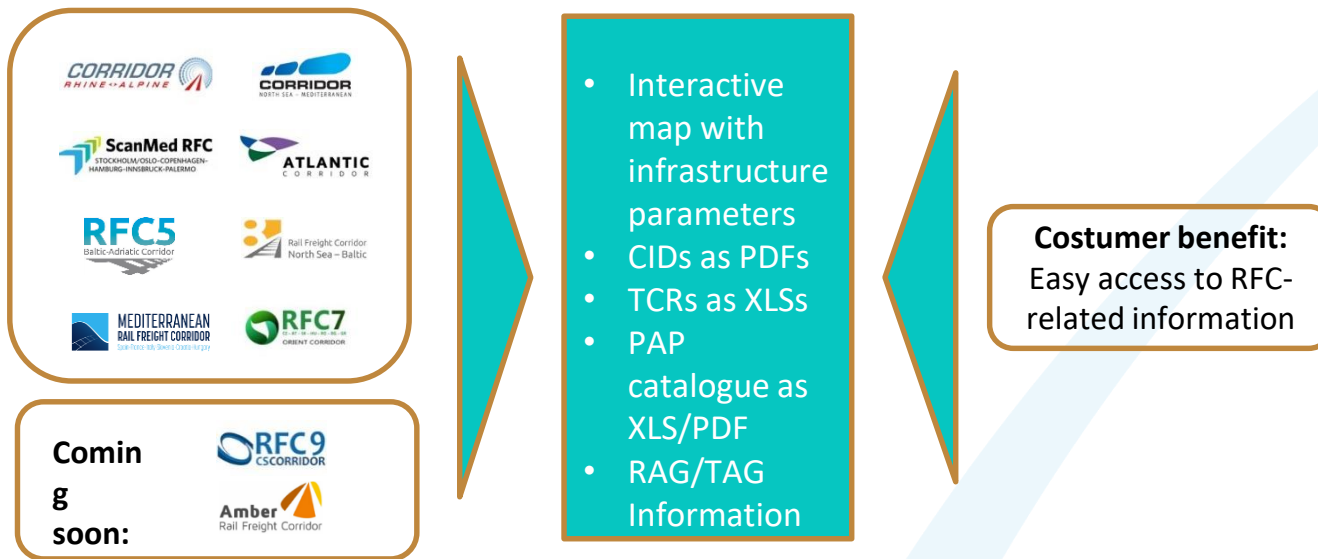 CORRIDOR
RHINE↔ALPINE
CORRIDOR
NORTH SEA – MEDITERRANEAN
ScanMed RFC
STOCKHOLM/OSLO-COPENHAGEN-
HAMBURG-INNSBRUCK-PALERMO
ATLANTIC
CORRIDOR
RFC5
Baltic-Adriatic Corridor
Rail Freight Corridor
North Sea – Baltic
MEDITERRANEAN
RAIL FREIGHT CORRIDOR
RFC7
ORIENT CORRIDOR
Comin
g
soon:
RFC9
CSCORRIDOR
Amber
Rail Freight Corridor
• Interactive
map with
infrastructure
parameters
• CIDs as PDFs
• TCRs as XLSs
• PAP
catalogue as
XLS/PDF
• RAG/TAG
Information
Costumer benefit:
Easy access to RFC-
related information